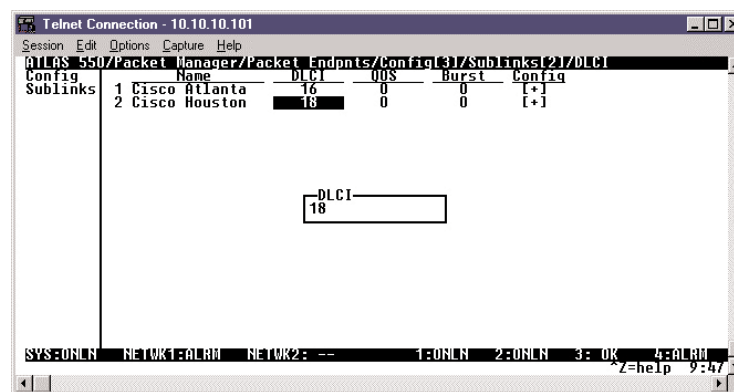 Telnet Connection - 10.10.10.101
Session Edit Options Capture Help
ATLAS 550/Packet Manager/Packet Endpnts/Config[3]/Sublinks[2]/DLCI
Config Name DLCI QOS Burst Config
Sublinks 1 Cisco Atlanta 16 0 0 [+]
2 Cisco Houston 18 0 0 [+]
DLCI
18
SYS:ONLN NETWK1:ALRM NETWK2: -- 1:ONLN 2:ONLN 3: OK 4:ALRM
^Z=help 9:47